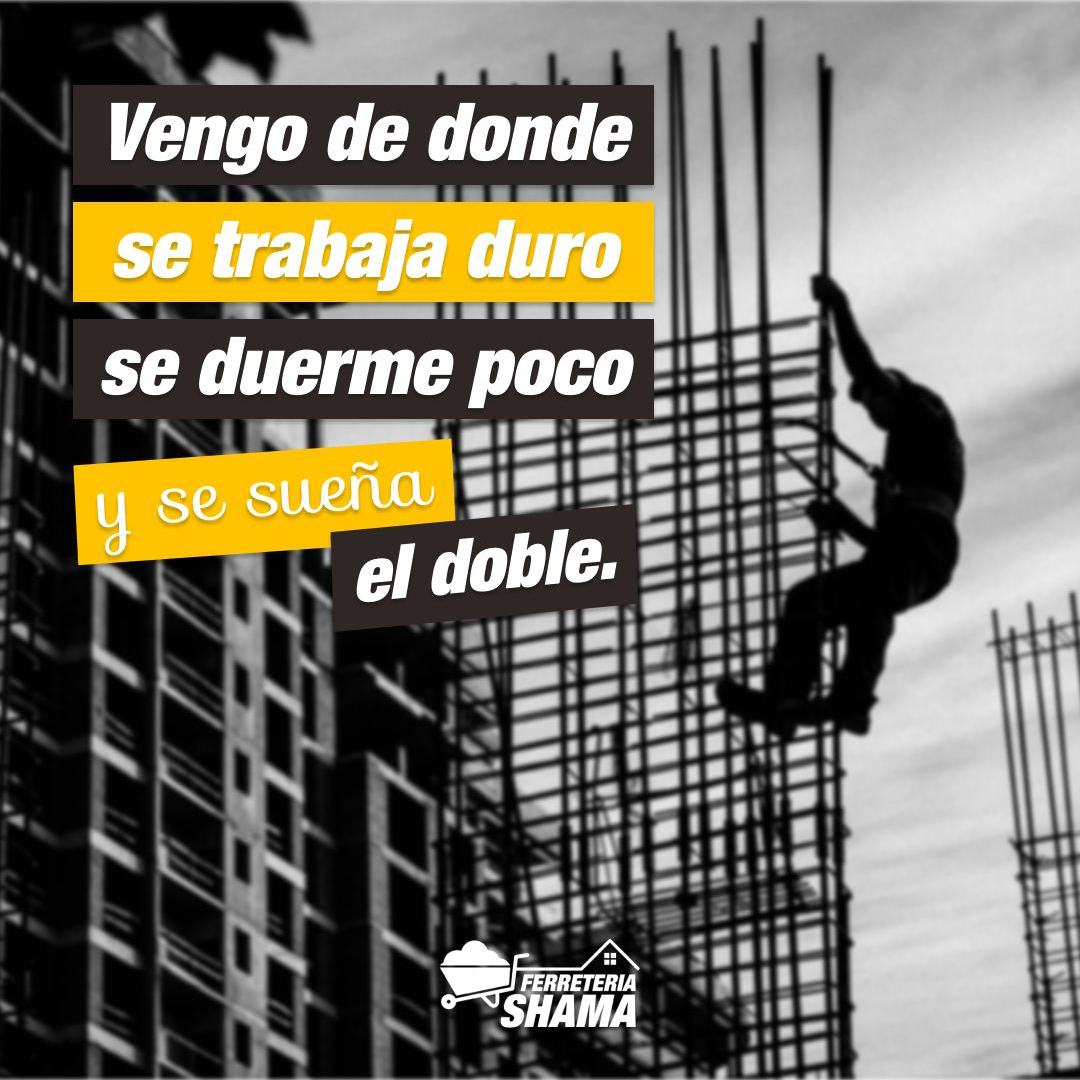 Vengo de donde
se trabaja duro
se duerme poco
y se sueña
el doble.
FERRETERIA
SHAMA